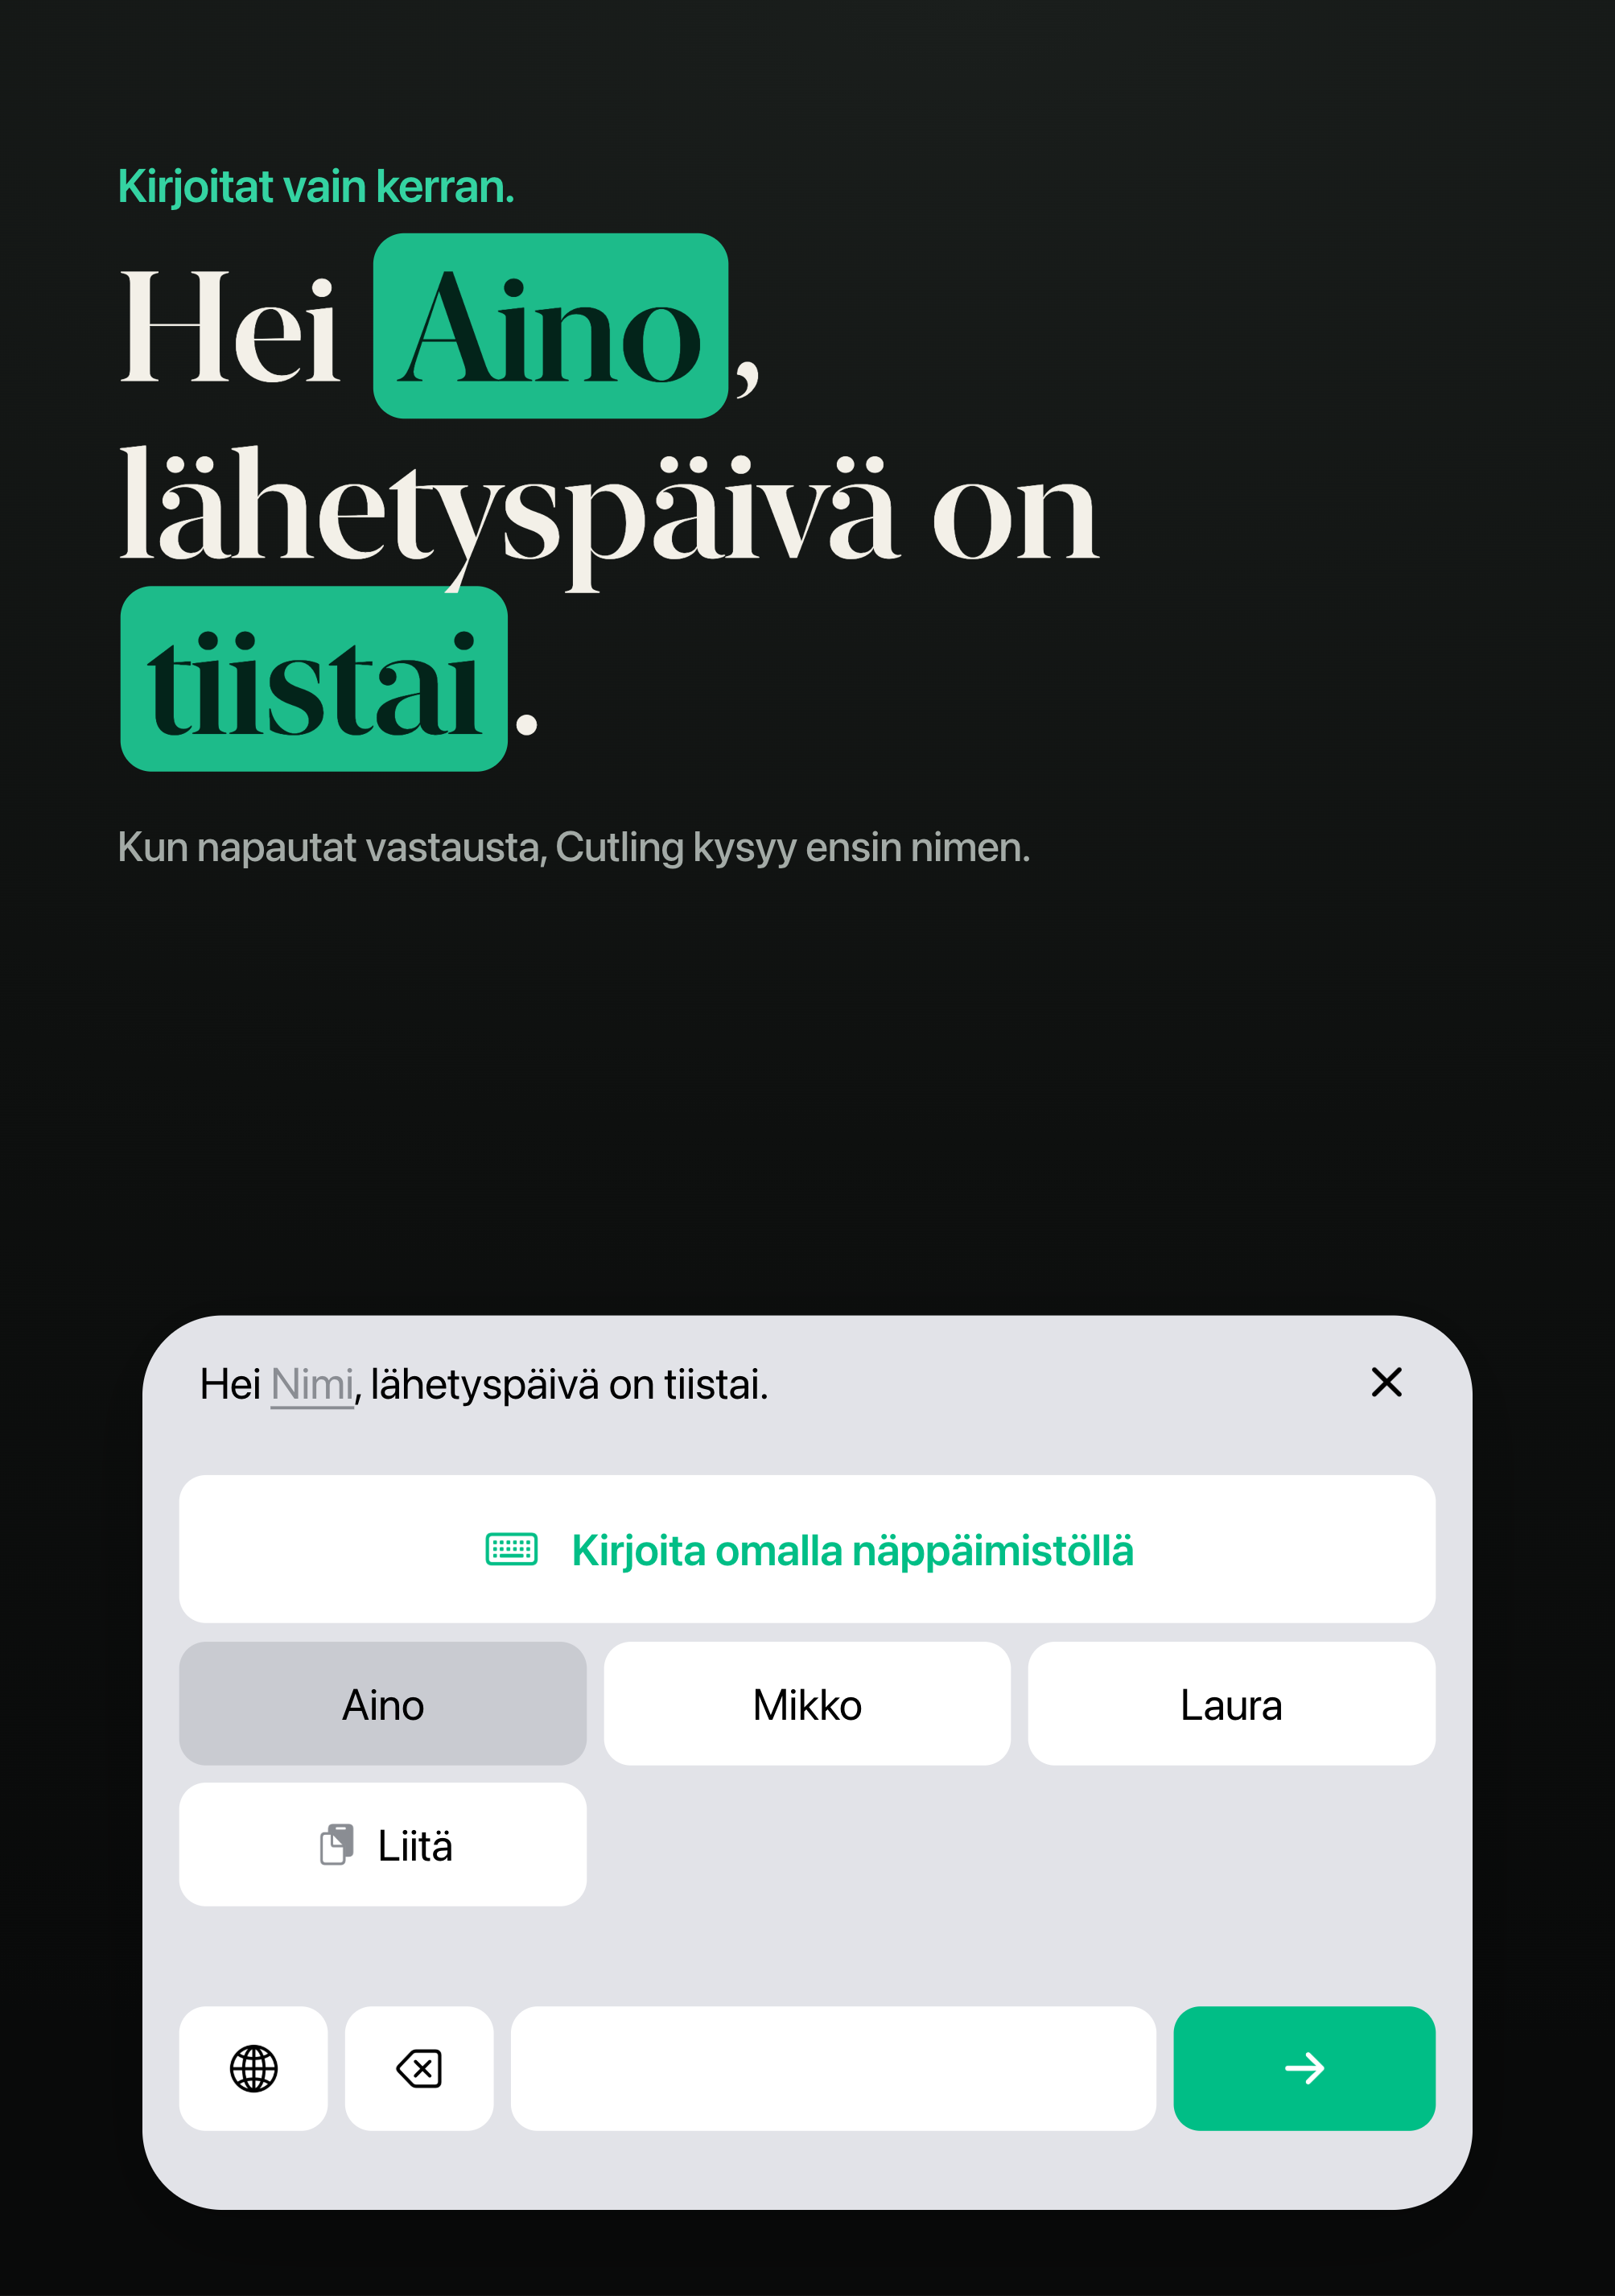 Kirjoitat vain kerran.
Hei Aino,
lähetyspäivä on
tiistai.
Kun napautat vastausta, Cutling kysyy ensin nimen.
Hei Nimi, lähetyspäivä on tiistai.
Kirjoita omalla näppäimistöllä
Aino
Mikko
Laura
Liitä